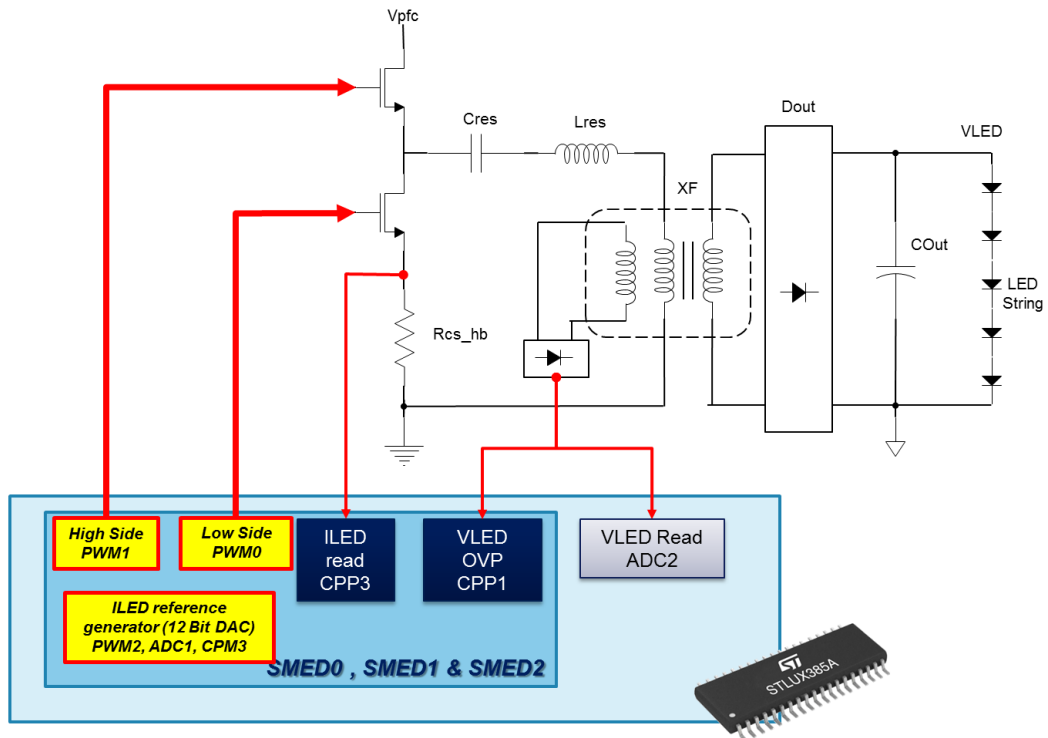 Vpfc
Cres
Lres
Dout
VLED
XF
COut
LED
String
Rcs_hb
High Side
PWM1
Low Side
PWM0
ILED
read
CPP3
VLED
OVP
CPP1
VLED Read
ADC2
ILED reference
generator (12 Bit DAC)
PWM2, ADC1, CPM3
SMED0 , SMED1 & SMED2
ST
STLUX385A